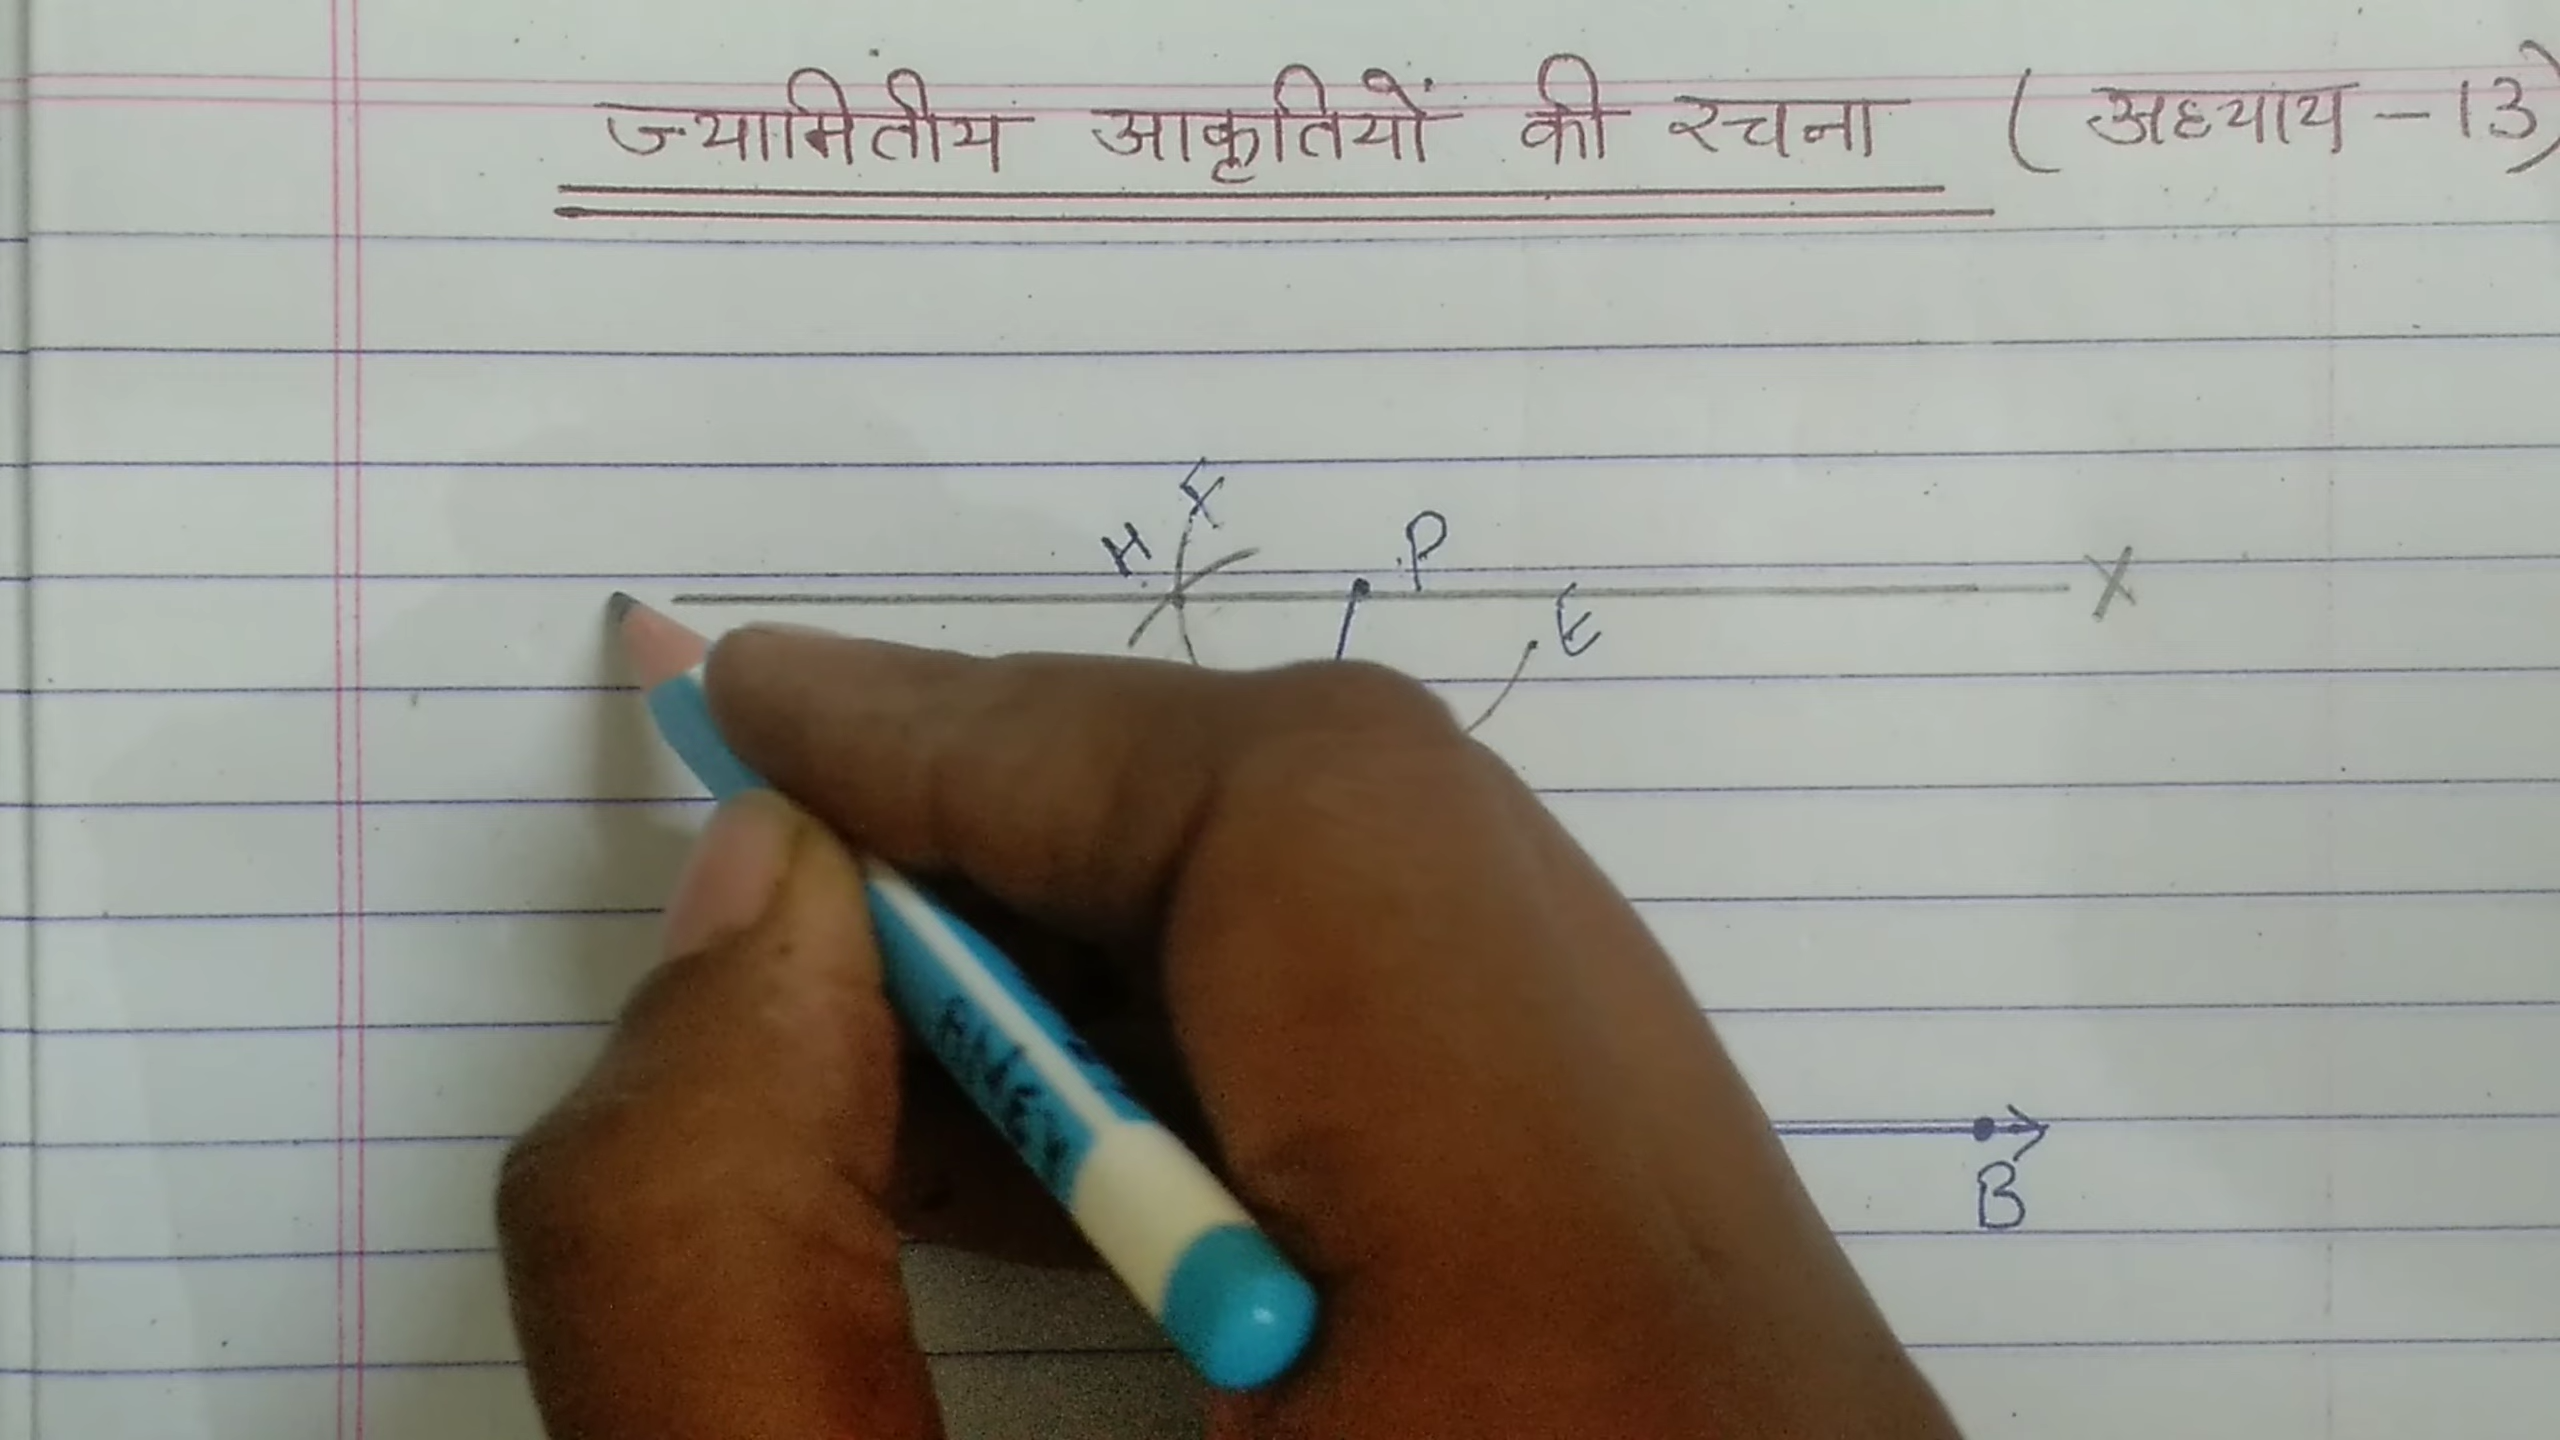 ज्यामितीय आकृतियों की रचना ( अध्याय - 13)
F
H
P
E
X
B